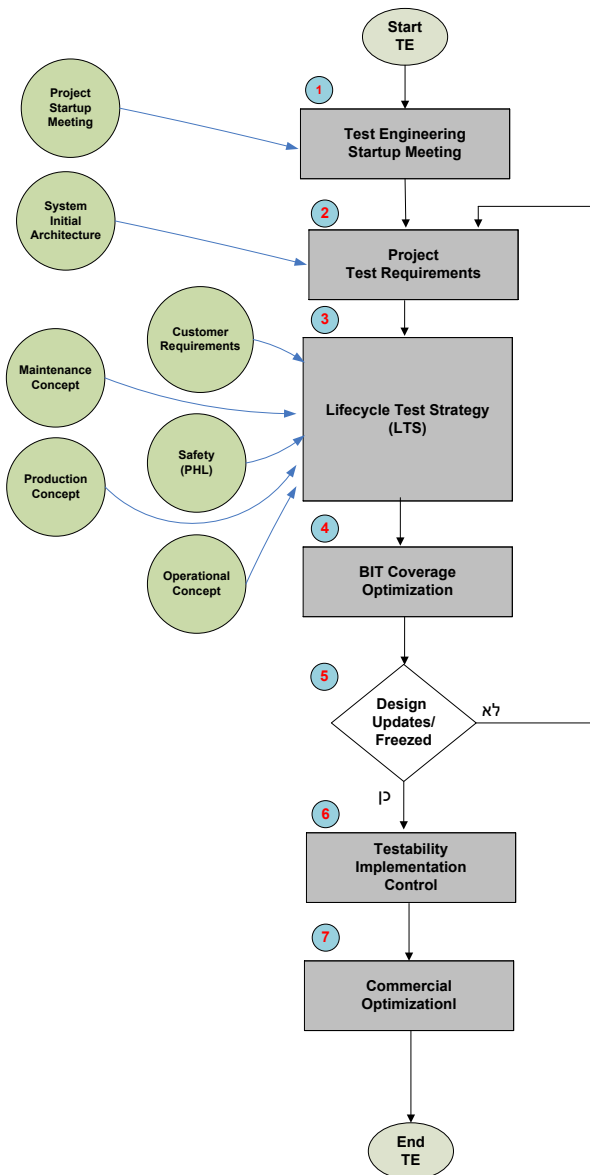 Start
TE
1
Project
Startup
Meeting
Test Engineering
Startup Meeting
2
System
Initial
Architecture
Project
Test Requirements
3
Customer
Requirements
Maintenance
Concept
Lifecycle Test Strategy
(LTS)
Safety
(PHL)
Production
Concept
4
Operational
Concept
BIT Coverage
Optimization
5
Design
Updates/
Freezed
לא
כן
6
Testability
Implementation
Control
7
Commercial
Optimizationl
End
TE